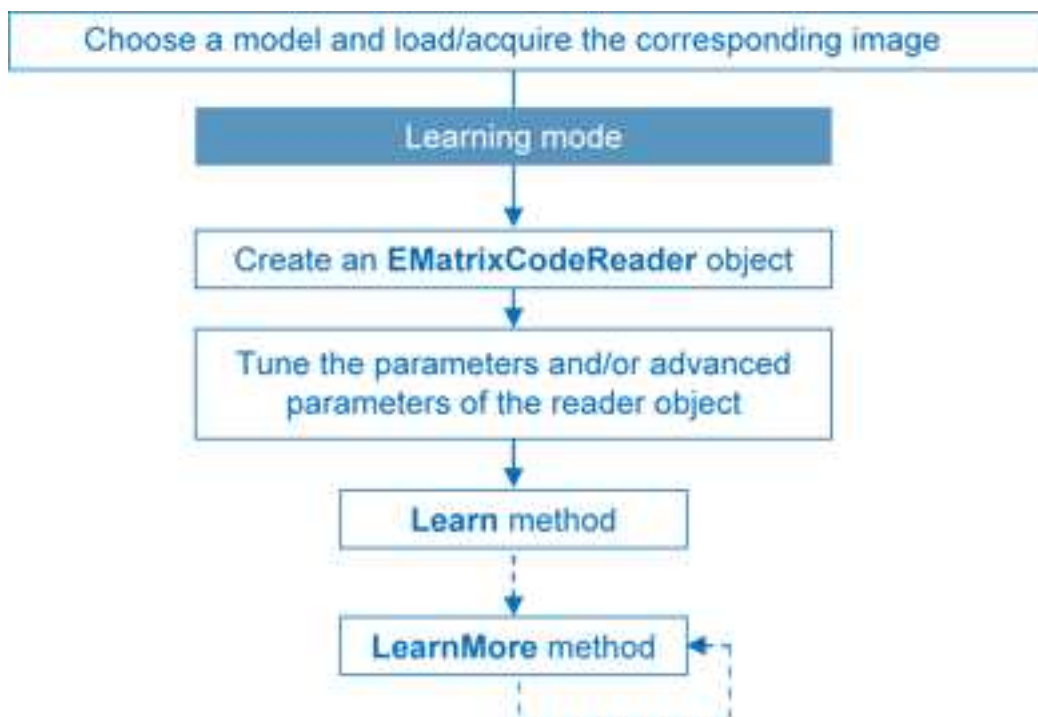 Choose a model and load/acquire the corresponding image
Learning mode
Create an EMatrixCodeReader object
Tune the parameters and/or advanced
parameters of the reader object
Learn method
LearnMore method